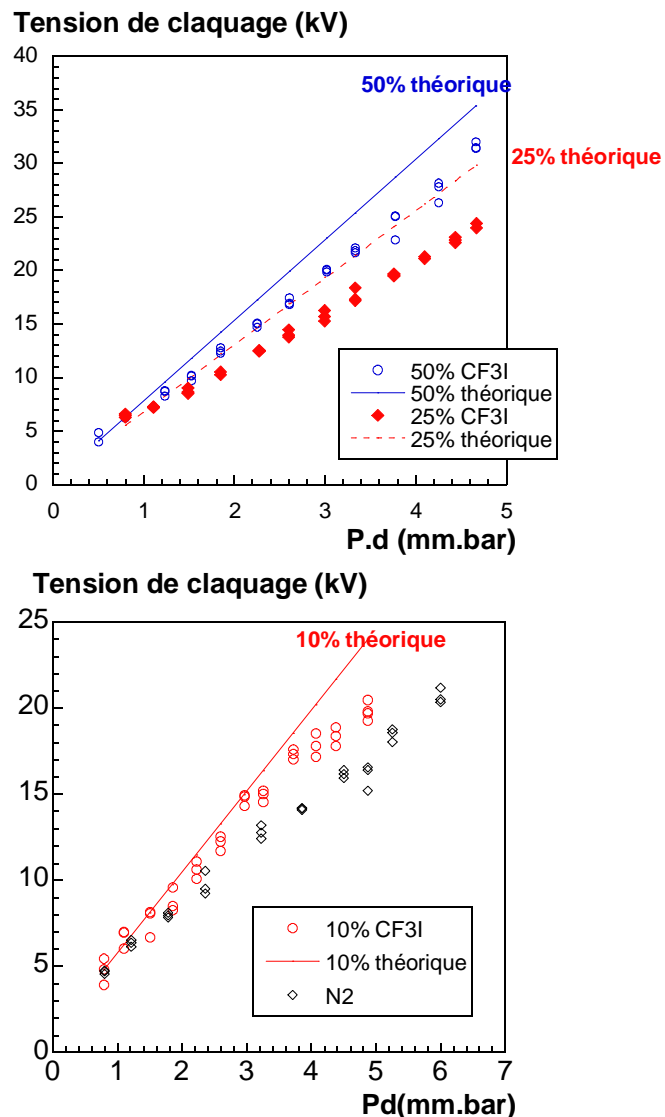 Tension de claquage (kV)
40
50% théorique
35
25% théorique
30
25
20
15
50% CF3I
10
50% théorique
25% CF3I
5
25% théorique
0
0 1 2 3 4 5
P.d (mm.bar)
Tension de claquage (kV)
25
10% théorique
20
15
10
10% CF3I
10% théorique
5
N2
0
0 1 2 3 4 5 6 7
Pd(mm.bar)